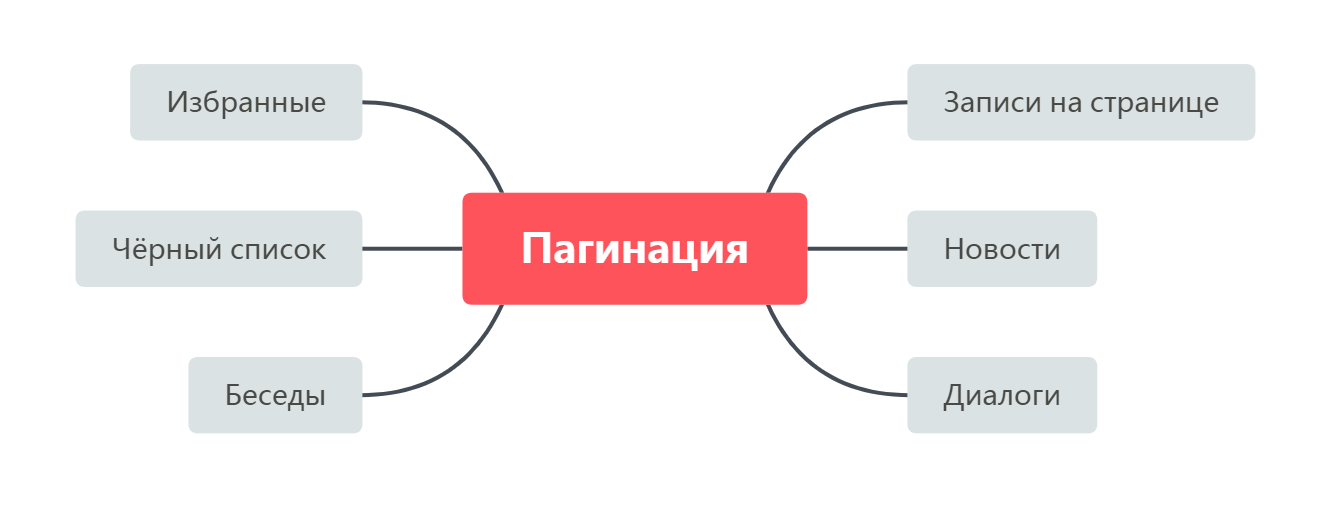 Избранные
Записи на странице
Чёрный список
Пагинация
Новости
Беседы
Диалоги